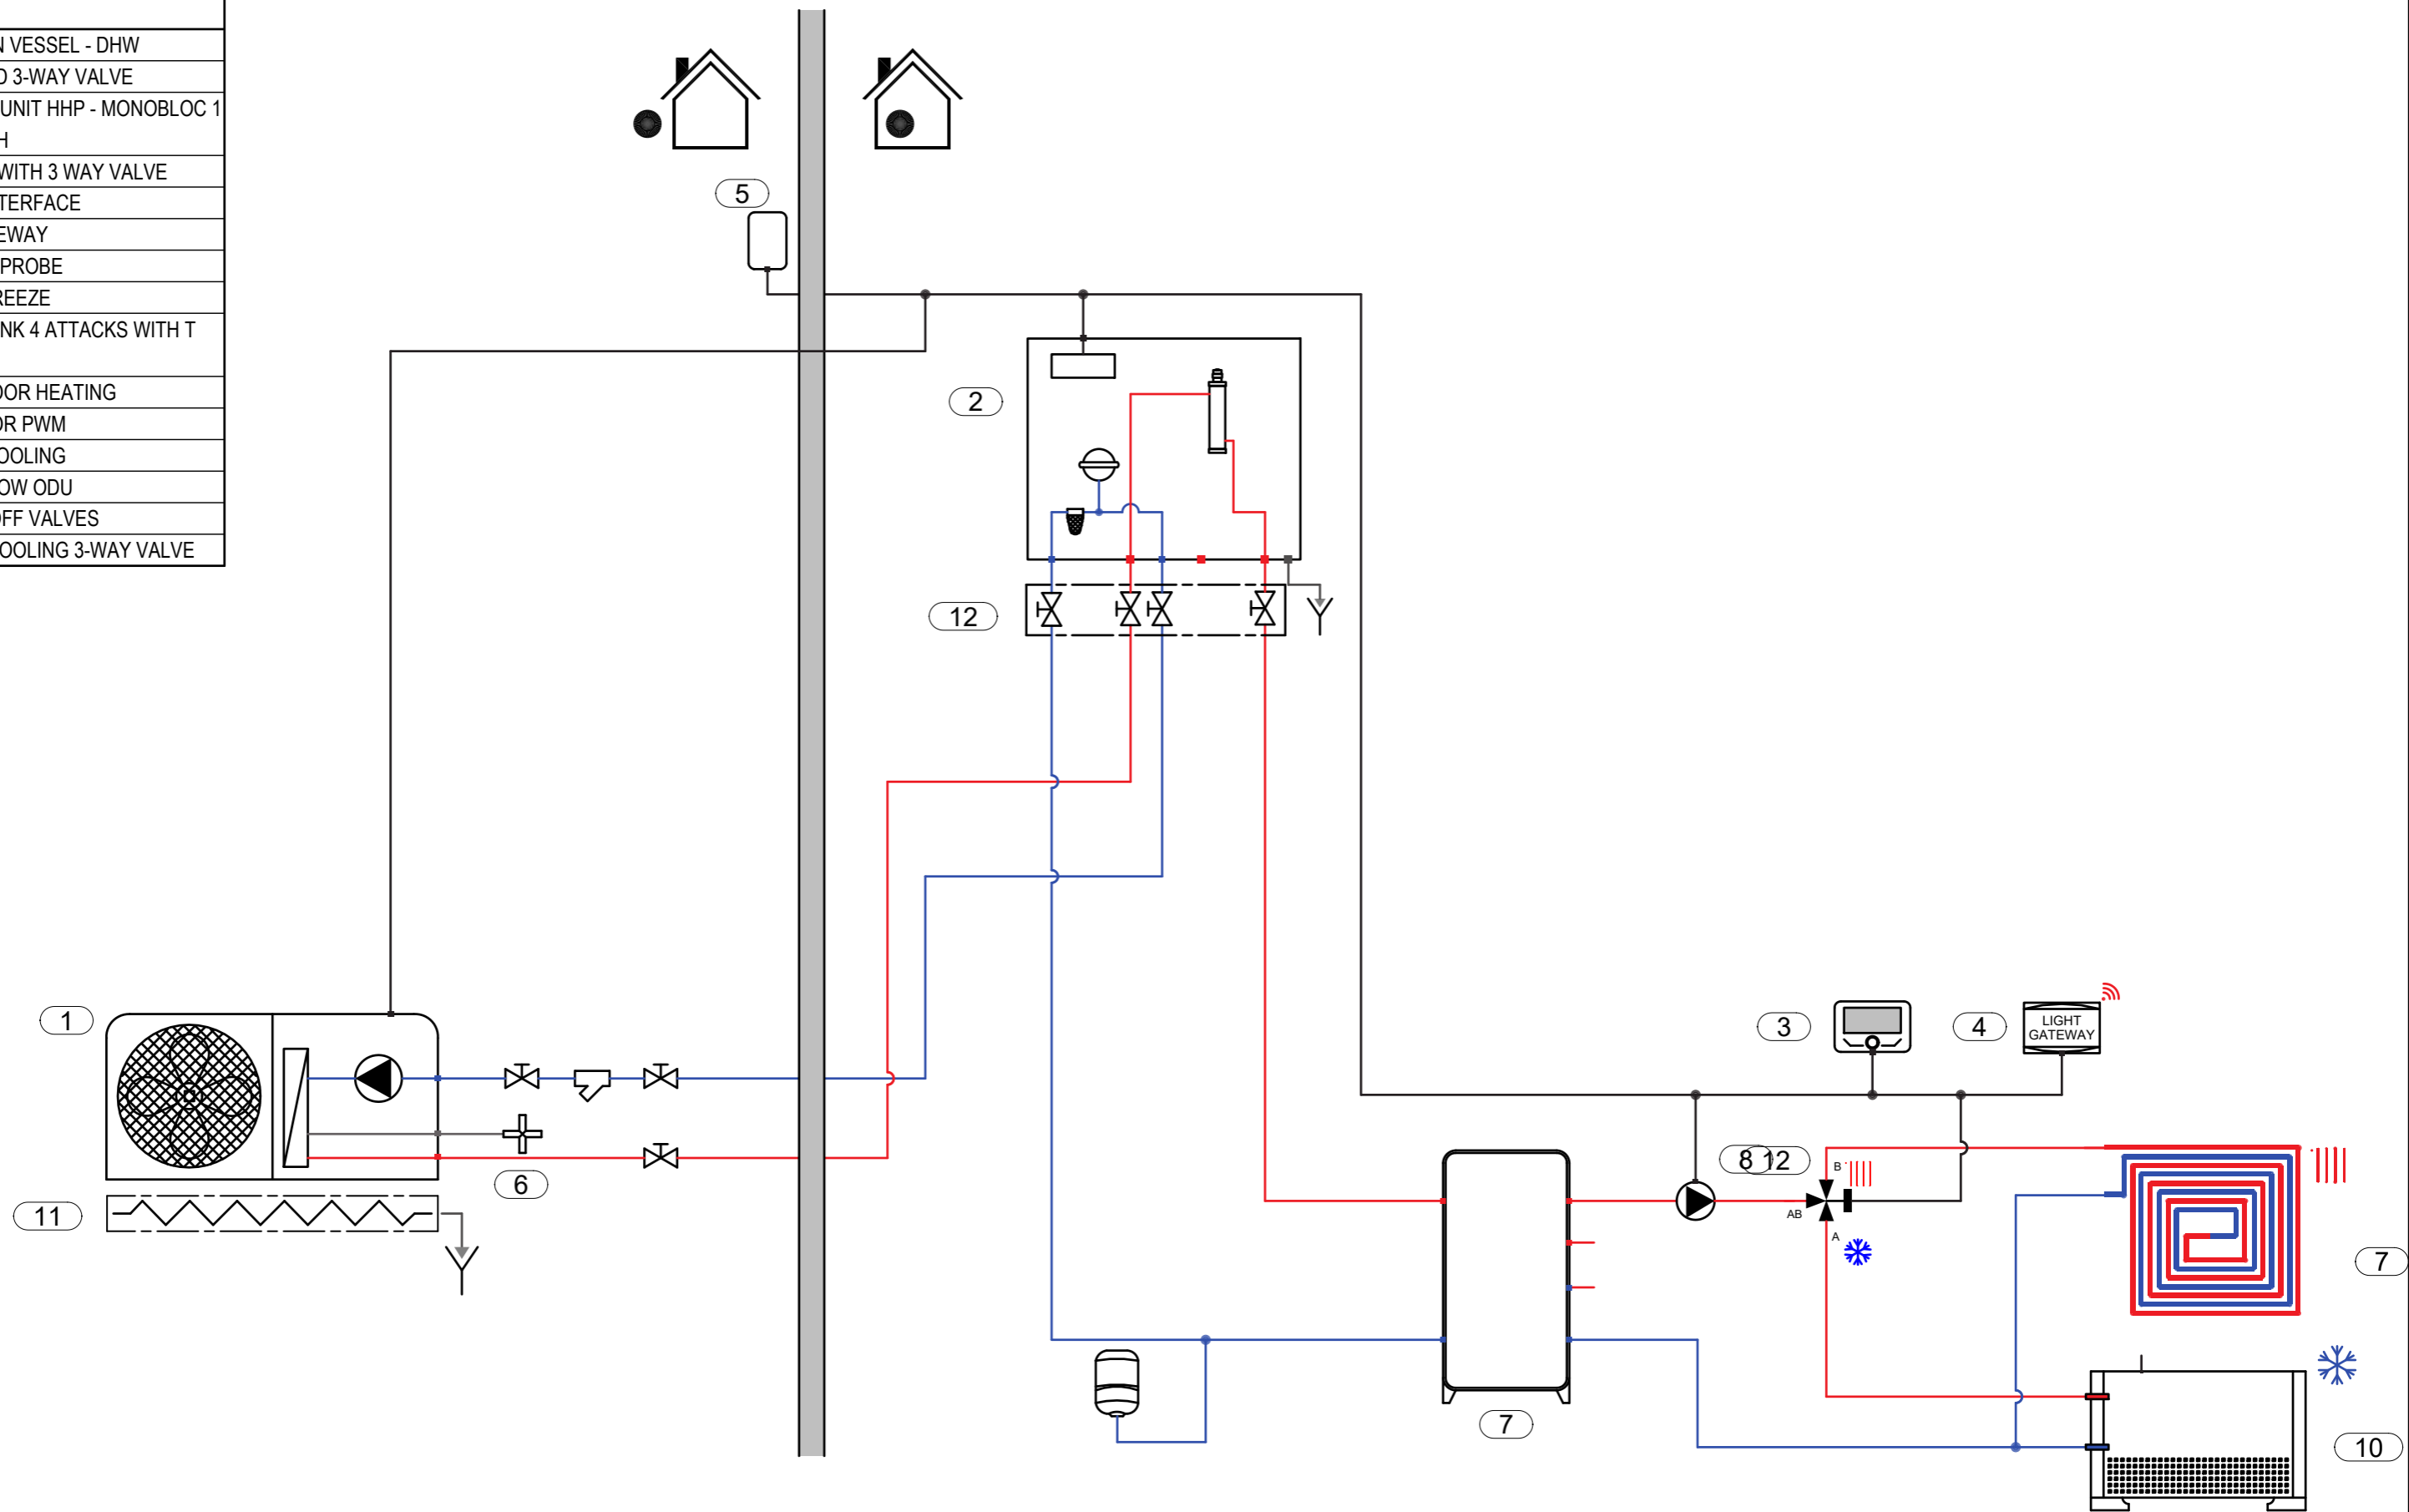 VESSEL - DHW
3-WAY VALVE
UNIT HHP - MONOBLOC 1
H
WITH 3 WAY VALVE
TERFACE
EWAY
PROBE
REEZE
NK 4 ATTACKS WITH T
OOR HEATING
OR PWM
OOLING
OW ODU
OFF VALVES
OOLING 3-WAY VALVE
5
2
12
1
3
4
LIGHT
GATEWAY
8
12
B
AB
A
6
11
7
7
10